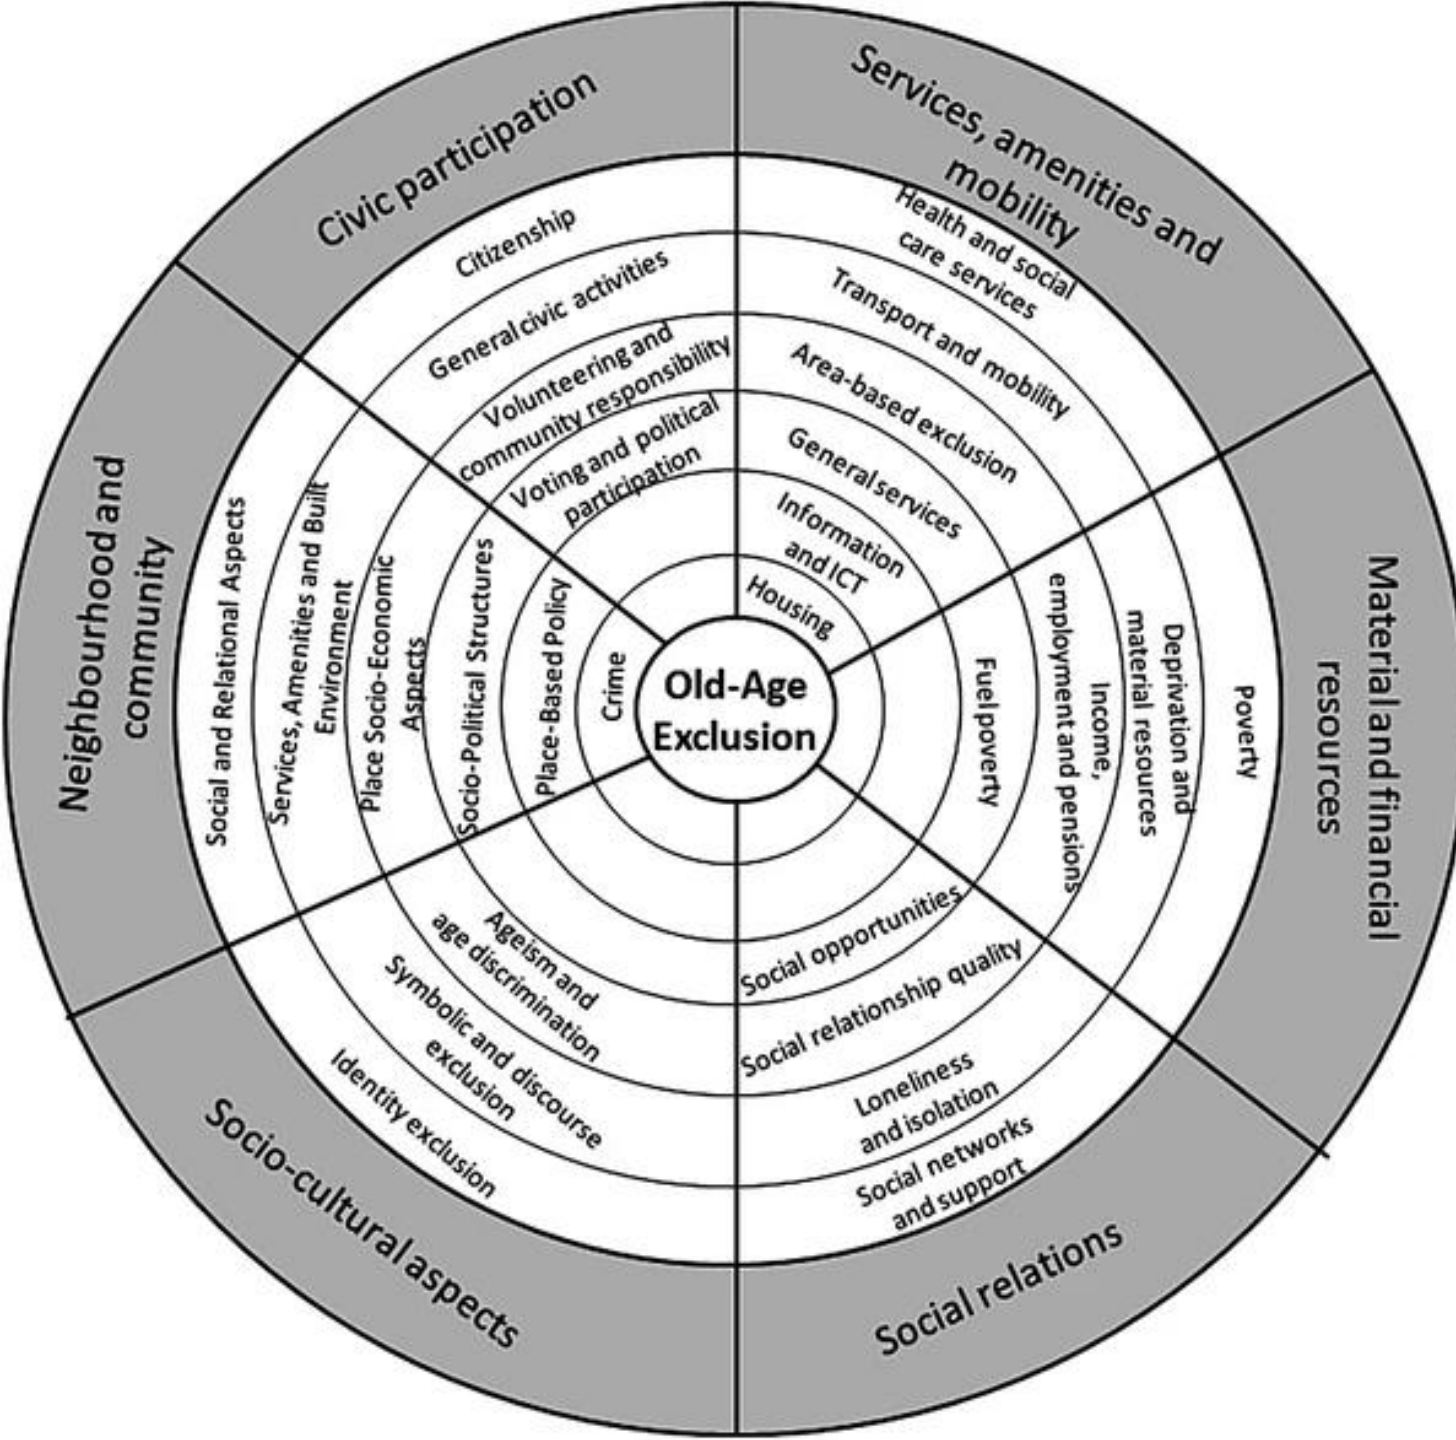 Civic participation
Citizenship
General civic activities
Volunteering and
community responsibility
Voting and political
participation
Services, amenities and
mobility
Health and social
care services
Transport and mobility
Area-based exclusion
General services
Information
and ICT
Housing
Material and financial
resources
Poverty
Deprivation and
material resources
Income,
employment and pensions
Fuel poverty
Social relations
Social networks
and support
Loneliness
and isolation
Social relationship quality
Social opportunities
Socio-cultural aspects
Identity exclusion
Symbolic and discourse
exclusion
Ageism and
age discrimination
Neighbourhood and
community
Social and Relational Aspects
Services, Amenities and Built
Environment
Place Socio-Economic
Aspects
Socio-Political Structures
Place-Based Policy
Crime
Old-Age
Exclusion